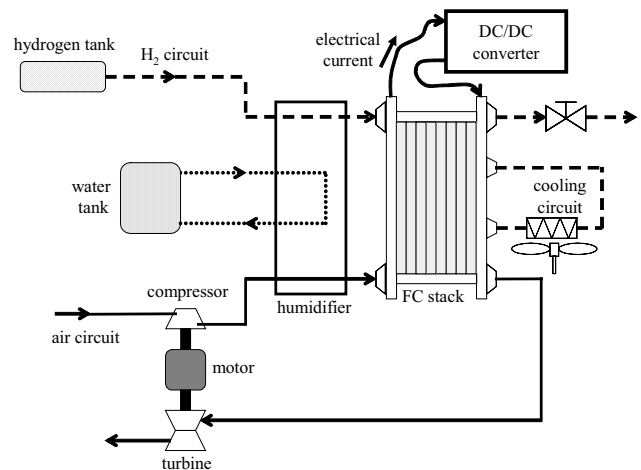 hydrogen tank
H₂ circuit
electrical
current
DC/DC
converter
water
tank
cooling
circuit
compressor
humidifier
FC stack
air circuit
motor
turbine